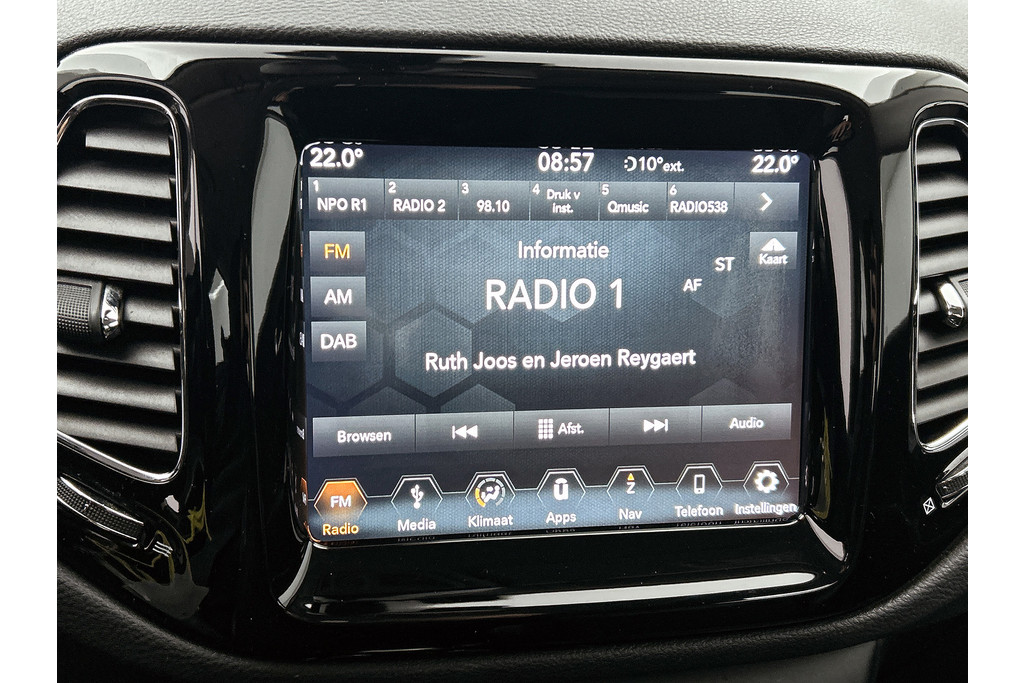 22.0° 08:57 10°ext. 22.0°
1 NPO R1 2 RADIO 2 3 98.10 4 Druk v inst. 5 Qmusic 6 RADIO538
FM Informatie Kaart
ST
AM RADIO 1 AF
DAB
Ruth Joos en Jeroen Reygaert
Browsen Afst. Audio
FM Z
Radio Media Klimaat Apps Nav Telefoon Instellingen